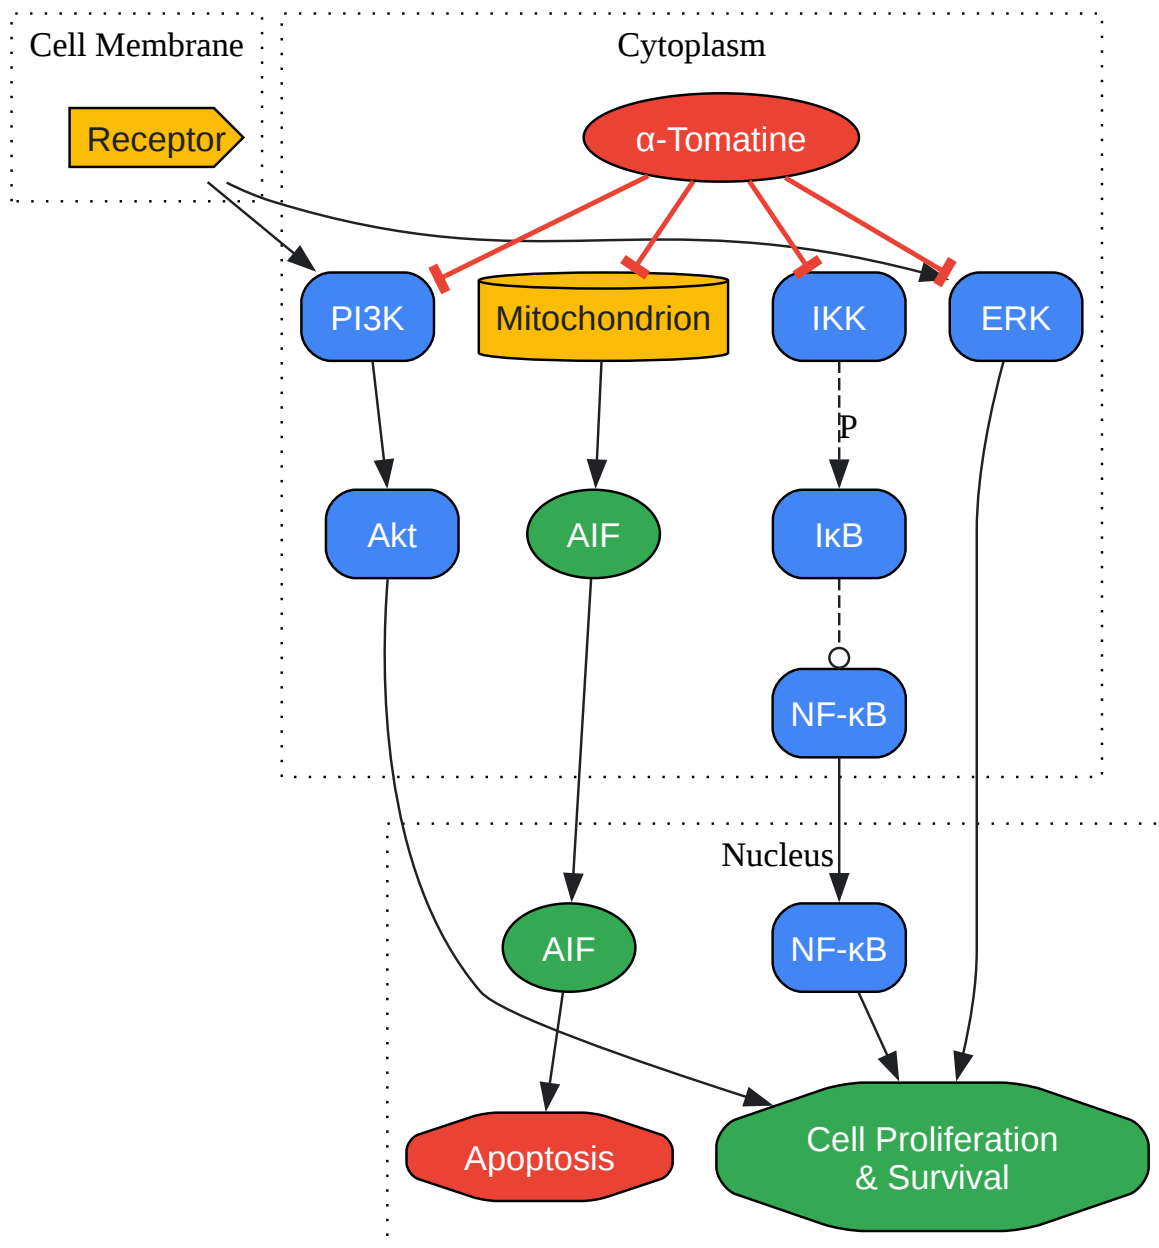 Cell Membrane
Cytoplasm
Receptor
α-Tomatine
PI3K
Mitochondrion
IKK
ERK
P
Akt
AIF
IκB
NF-κB
Nucleus
AIF
NF-κB
Apoptosis
Cell Proliferation
& Survival